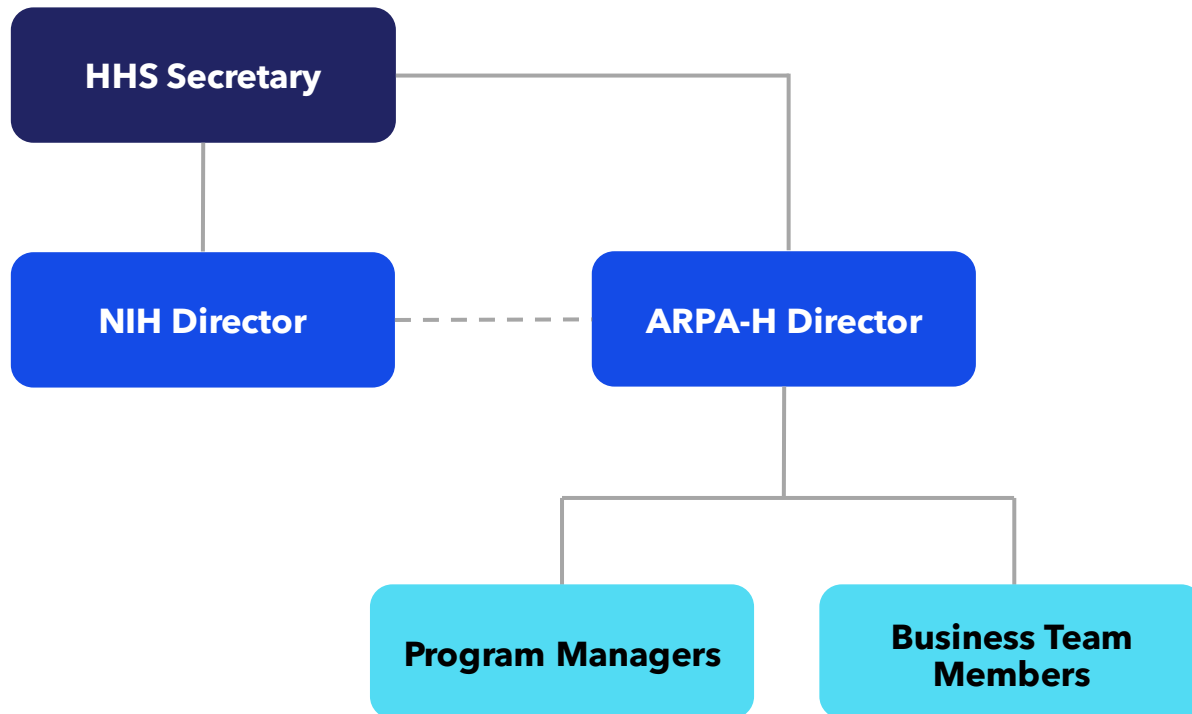 HHS Secretary
NIH Director
ARPA-H Director
Program Managers
Business Team
Members